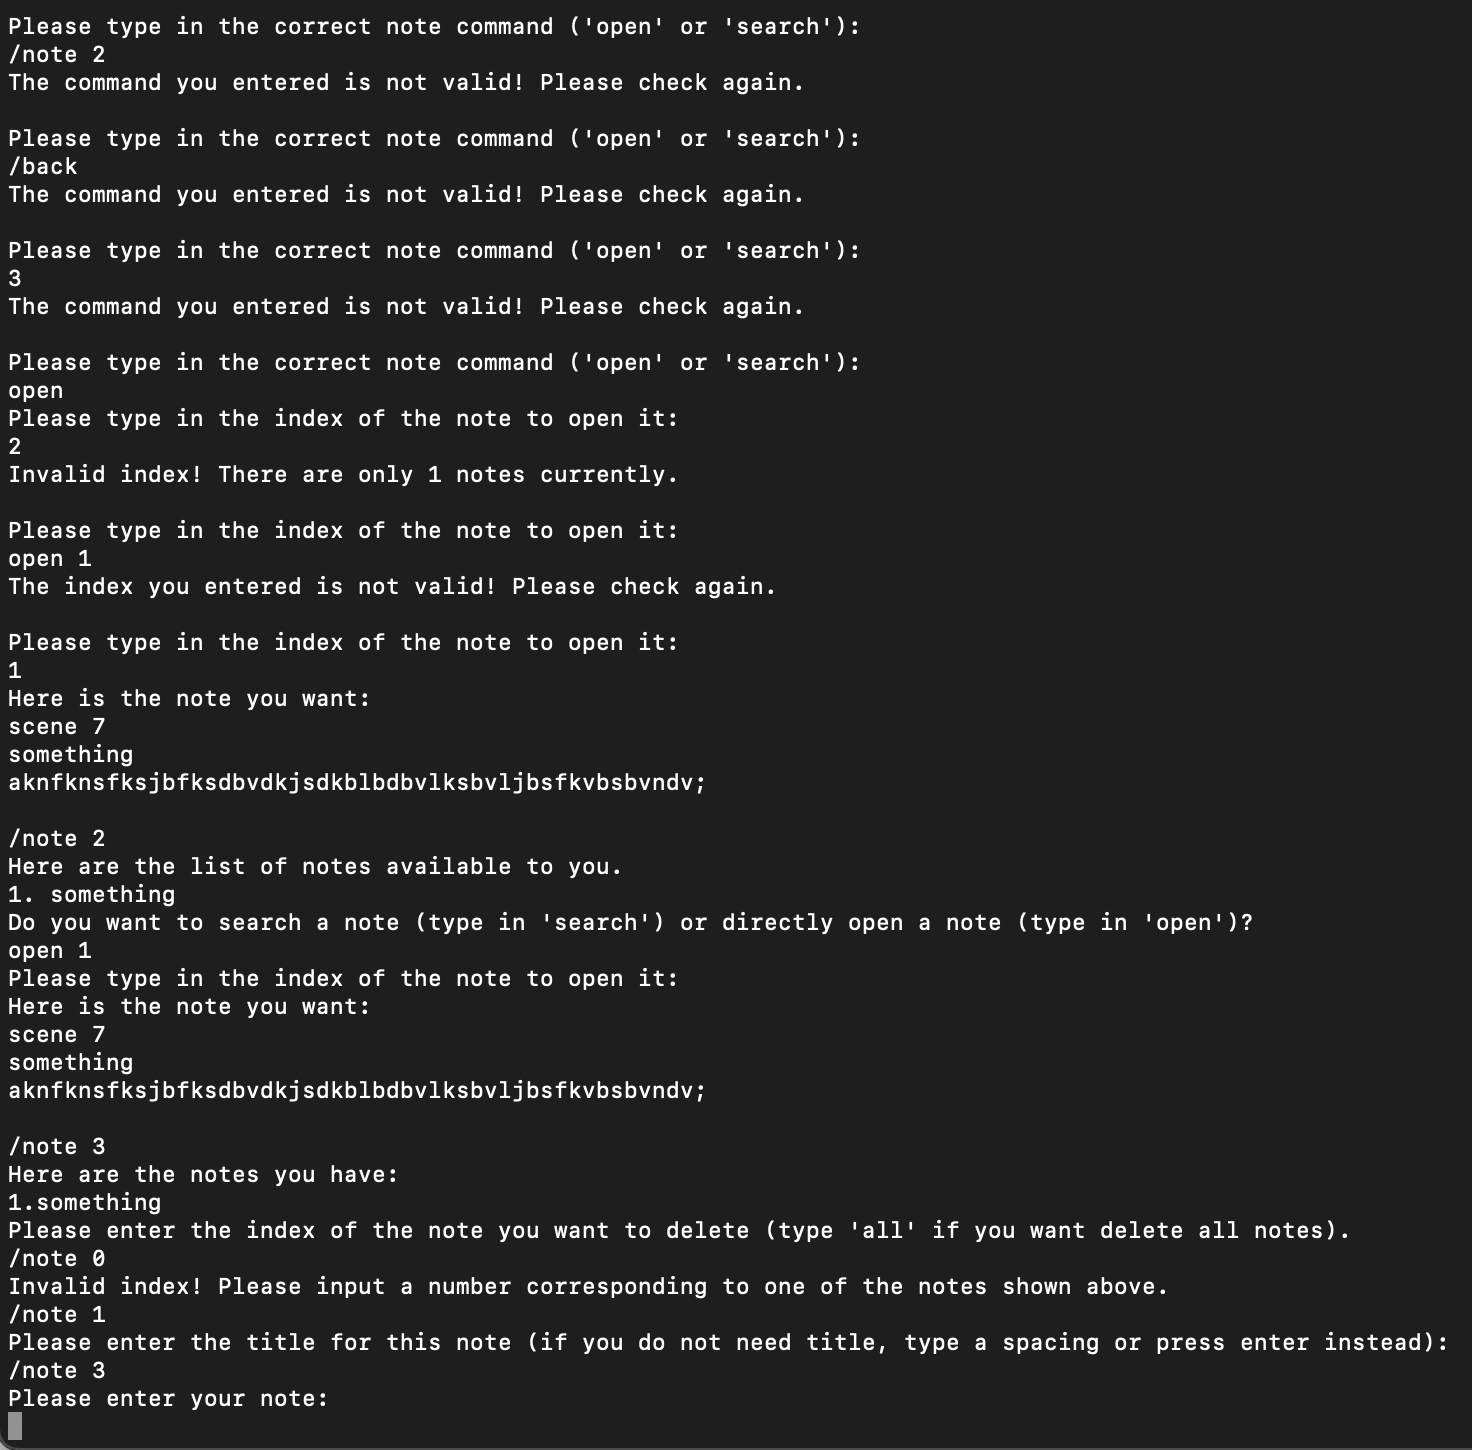 Please type in the correct note command ('open' or 'search'):
/note 2
The command you entered is not valid! Please check again.
Please type in the correct note command ('open' or 'search'):
/back
The command you entered is not valid! Please check again.
Please type in the correct note command ('open' or 'search'):
3
The command you entered is not valid! Please check again.
Please type in the correct note command ('open' or 'search'):
open
Please type in the index of the note to open it:
2
Invalid index! There are only 1 notes currently.
Please type in the index of the note to open it:
open 1
The index you entered is not valid! Please check again.
Please type in the index of the note to open it:
1
Here is the note you want:
scene 7
something
aknfknsfksjbfksdbvdkjsdkblbdbvlksbvljbsfkvbsbvndv;
/note 2
Here are the list of notes available to you.
1. something
Do you want to search a note (type in 'search') or directly open a note (type in 'open')?
open 1
Please type in the index of the note to open it:
Here is the note you want:
scene 7
something
aknfknsfksjbfksdbvdkjsdkblbdbvlksbvljbsfkvbsbvndv;
/note 3
Here are the notes you have:
1.something
Please enter the index of the note you want to delete (type 'all' if you want delete all notes).
/note 0
Invalid index! Please input a number corresponding to one of the notes shown above.
/note 1
Please enter the title for this note (if you do not need title, type a spacing or press enter instead):
/note 3
Please enter your note: